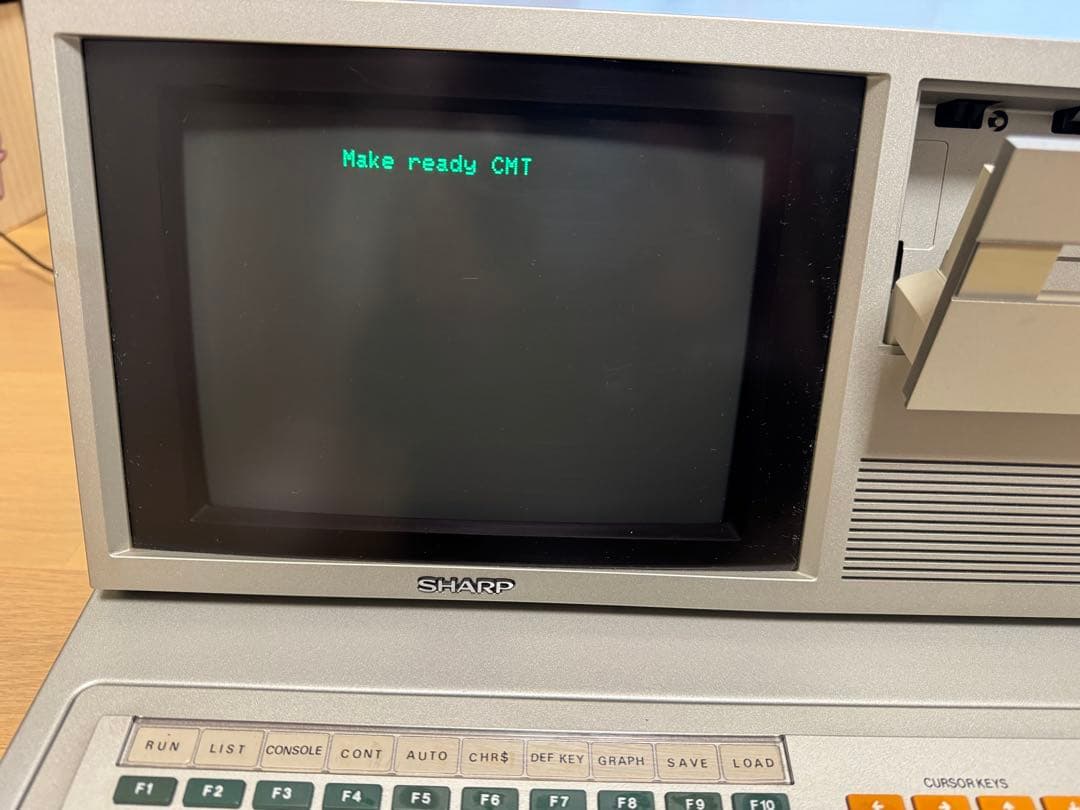 Make ready CMT
SHARP
RUN LIST CONSOLE CONT AUTO CHR$ DEF KEY GRAPH SAVE LOAD
CURSOR KEYS
F1 F2 F3 F4 F5 F6 F7 F8 F9 F10
← →